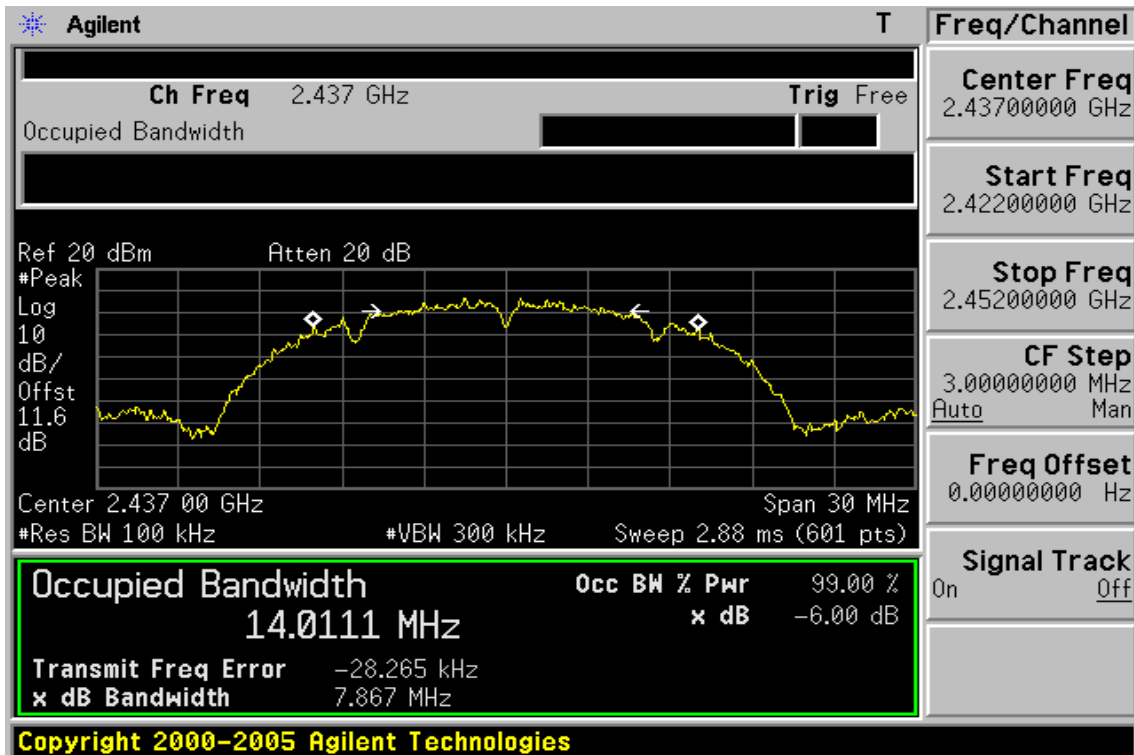 Agilent T
Freq/Channel
Ch Freq 2.437 GHz Trig Free
Occupied Bandwidth
Center Freq
2.43700000 GHz
Start Freq
2.42200000 GHz
Stop Freq
2.45200000 GHz
CF Step
3.00000000 MHz
Auto Man
Freq Offset
0.00000000 Hz
Signal Track
On Off
Ref 20 dBm Atten 20 dB
#Peak
Log
10
dB/
Offst
11.6
dB
Center 2.437 00 GHz Span 30 MHz
#Res BW 100 kHz #VBW 300 kHz Sweep 2.88 ms (601 pts)
Occupied Bandwidth Occ BW % Pwr 99.00 %
14.0111 MHz x dB -6.00 dB
Transmit Freq Error -28.265 kHz
x dB Bandwidth 7.867 MHz
Copyright 2000-2005 Agilent Technologies